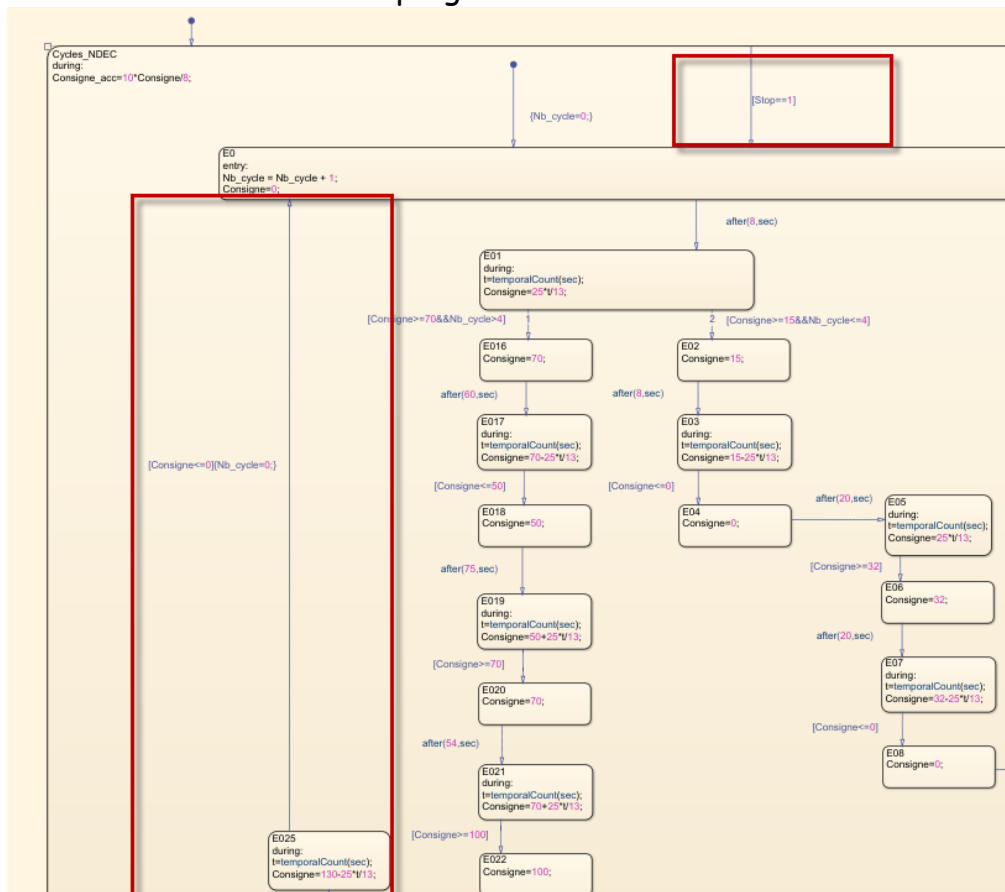 Cycles_NDEC
during:
Consigne_acc=10*Consigne/8;
{Nb_cycle=0;}
[Stop==1]
E0
entry:
Nb_cycle = Nb_cycle + 1;
Consigne=0;
after(8,sec)
E01
during:
t=temporalCount(sec);
Consigne=25*t/13;
[Consigne>=70&&Nb_cycle>4]
1
2
[Consigne>=15&&Nb_cycle<=4]
E016
Consigne=70;
after(60,sec)
E017
during:
t=temporalCount(sec);
Consigne=70-25*t/13;
[Consigne<=50]
E018
Consigne=50;
after(75,sec)
E019
during:
t=temporalCount(sec);
Consigne=50+25*t/13;
[Consigne>=70]
E020
Consigne=70;
after(54,sec)
E021
during:
t=temporalCount(sec);
Consigne=70+25*t/13;
[Consigne>=100]
E022
Consigne=100;
E02
Consigne=15;
after(8,sec)
E03
during:
t=temporalCount(sec);
Consigne=15-25*t/13;
[Consigne<=0]
E04
Consigne=0;
after(20,sec)
E05
during:
t=temporalCount(sec);
Consigne=25*t/13;
[Consigne>=32]
E06
Consigne=32;
after(20,sec)
E07
during:
t=temporalCount(sec);
Consigne=32-25*t/13;
[Consigne<=0]
E08
Consigne=0;
[Consigne<=0]{Nb_cycle=0;}
E025
during:
t=temporalCount(sec);
Consigne=130-25*t/13;